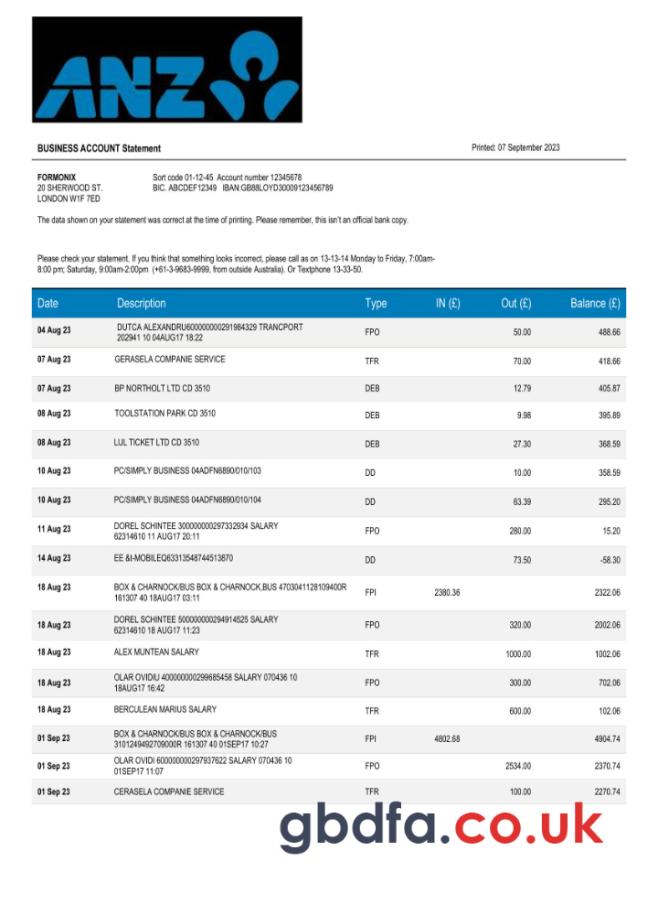 ANZ
BUSINESS ACCOUNT Statement Printed: 07 September 2023
FORMONIX Sort code 01-12-45 Account number 12345678
20 SHERWOOD ST. BIC. ABCDEF12349 IBAN:GB88LOYD30009123456789
LONDON W1F 7ED
The data shown on your statement was correct at the time of printing. Please remember, this isn't an official bank copy.
Please check your statement. If you think that something looks incorrect, please call as on 13-13-14 Monday to Friday, 7:00am-
8:00 pm; Saturday, 9:00am-2:00pm (+61-3-9683-9999, from outside Australia). Or Textphone 13-33-50.
Date Description Type IN (£) Out (£) Balance (£)
04 Aug 23 DUTCA ALEXANDRU600000000291984329 TRANCPORT FPO 50.00 488.66
202941 10 04AUG17 18:22
07 Aug 23 GERASELA COMPANIE SERVICE TFR 70.00 418.66
07 Aug 23 BP NORTHOLT LTD CD 3510 DEB 12.79 405.87
08 Aug 23 TOOLSTATION PARK CD 3510 DEB 9.98 395.89
08 Aug 23 LUL TICKET LTD CD 3510 DEB 27.30 368.59
10 Aug 23 PC/SIMPLY BUSINESS 04ADFN6890/010/103 DD 10.00 358.59
10 Aug 23 PC/SIMPLY BUSINESS 04ADFN6890/010/104 DD 63.39 295.20
11 Aug 23 DOREL SCHINTEE 300000000297332934 SALARY FPO 280.00 15.20
62314610 11 AUG17 20:11
14 Aug 23 EE &t-MOBILEQ63313548744513870 DD 73.50 -58.30
18 Aug 23 BOX & CHARNOCK/BUS BOX & CHARNOCK,BUS 4703041128109400R FPI 2380.36 2322.06
161307 40 18AUG17 03:11
18 Aug 23 DOREL SCHINTEE 500000000294914525 SALARY FPO 320.00 2002.06
62314610 18 AUG17 11:23
18 Aug 23 ALEX MUNTEAN SALARY TFR 1000.00 1002.06
18 Aug 23 OLAR OVIDIU 400000000299685458 SALARY 070436 10 FPO 300.00 702.06
18AUG17 16:42
18 Aug 23 BERCULEAN MARIUS SALARY TFR 600.00 102.06
01 Sep 23 BOX & CHARNOCK/BUS BOX & CHARNOCK/BUS FPI 4802.68 4904.74
3101249492709000R 161307 40 01SEP17 10:27
01 Sep 23 OLAR OVIDI 600000000297937622 SALARY 070436 10 FPO 2534.00 2370.74
01SEP17 11:07
01 Sep 23 CERASELA COMPANIE SERVICE TFR 100.00 2270.74
gbdfa.co.uk